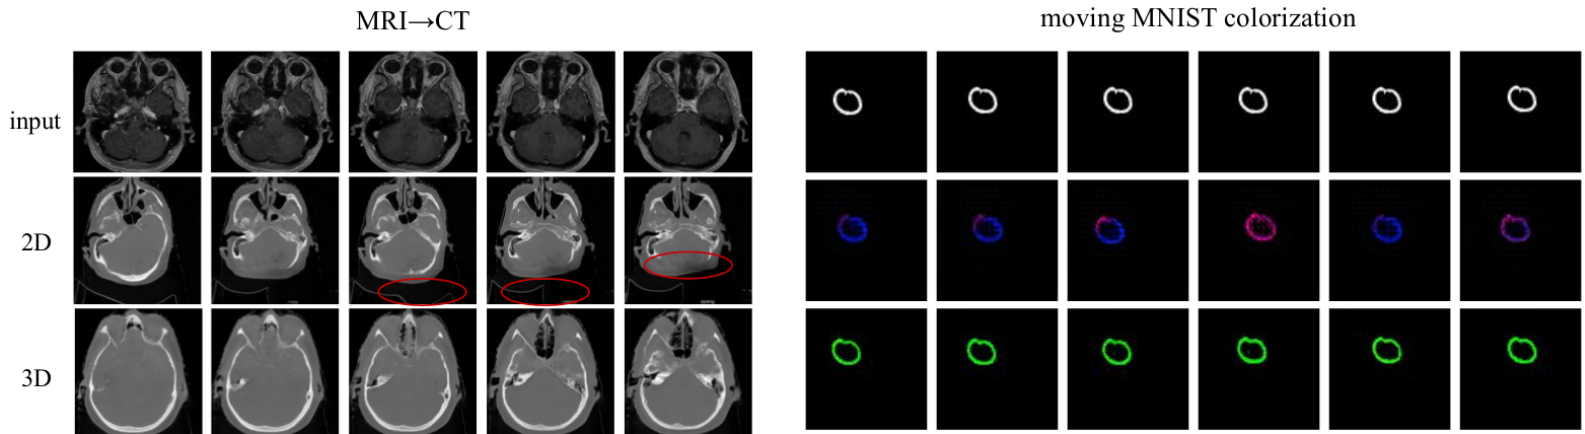 MRI→CT
moving MNIST colorization
input
2D
3D